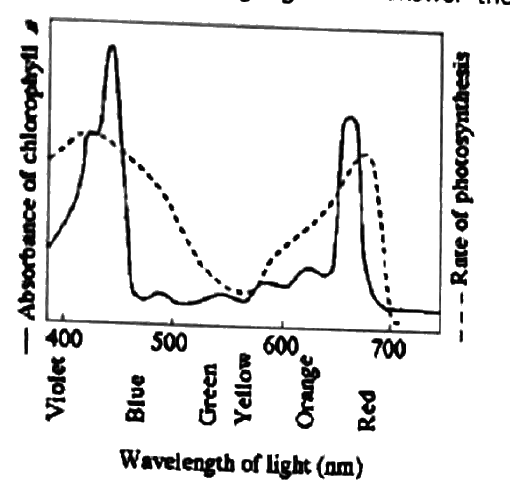 Absorbance of chlorophyll a
Rate of photosynthesis
400 500 600 700
Violet
Blue
Green
Yellow
Orange
Red
Wavelength of light (nm)